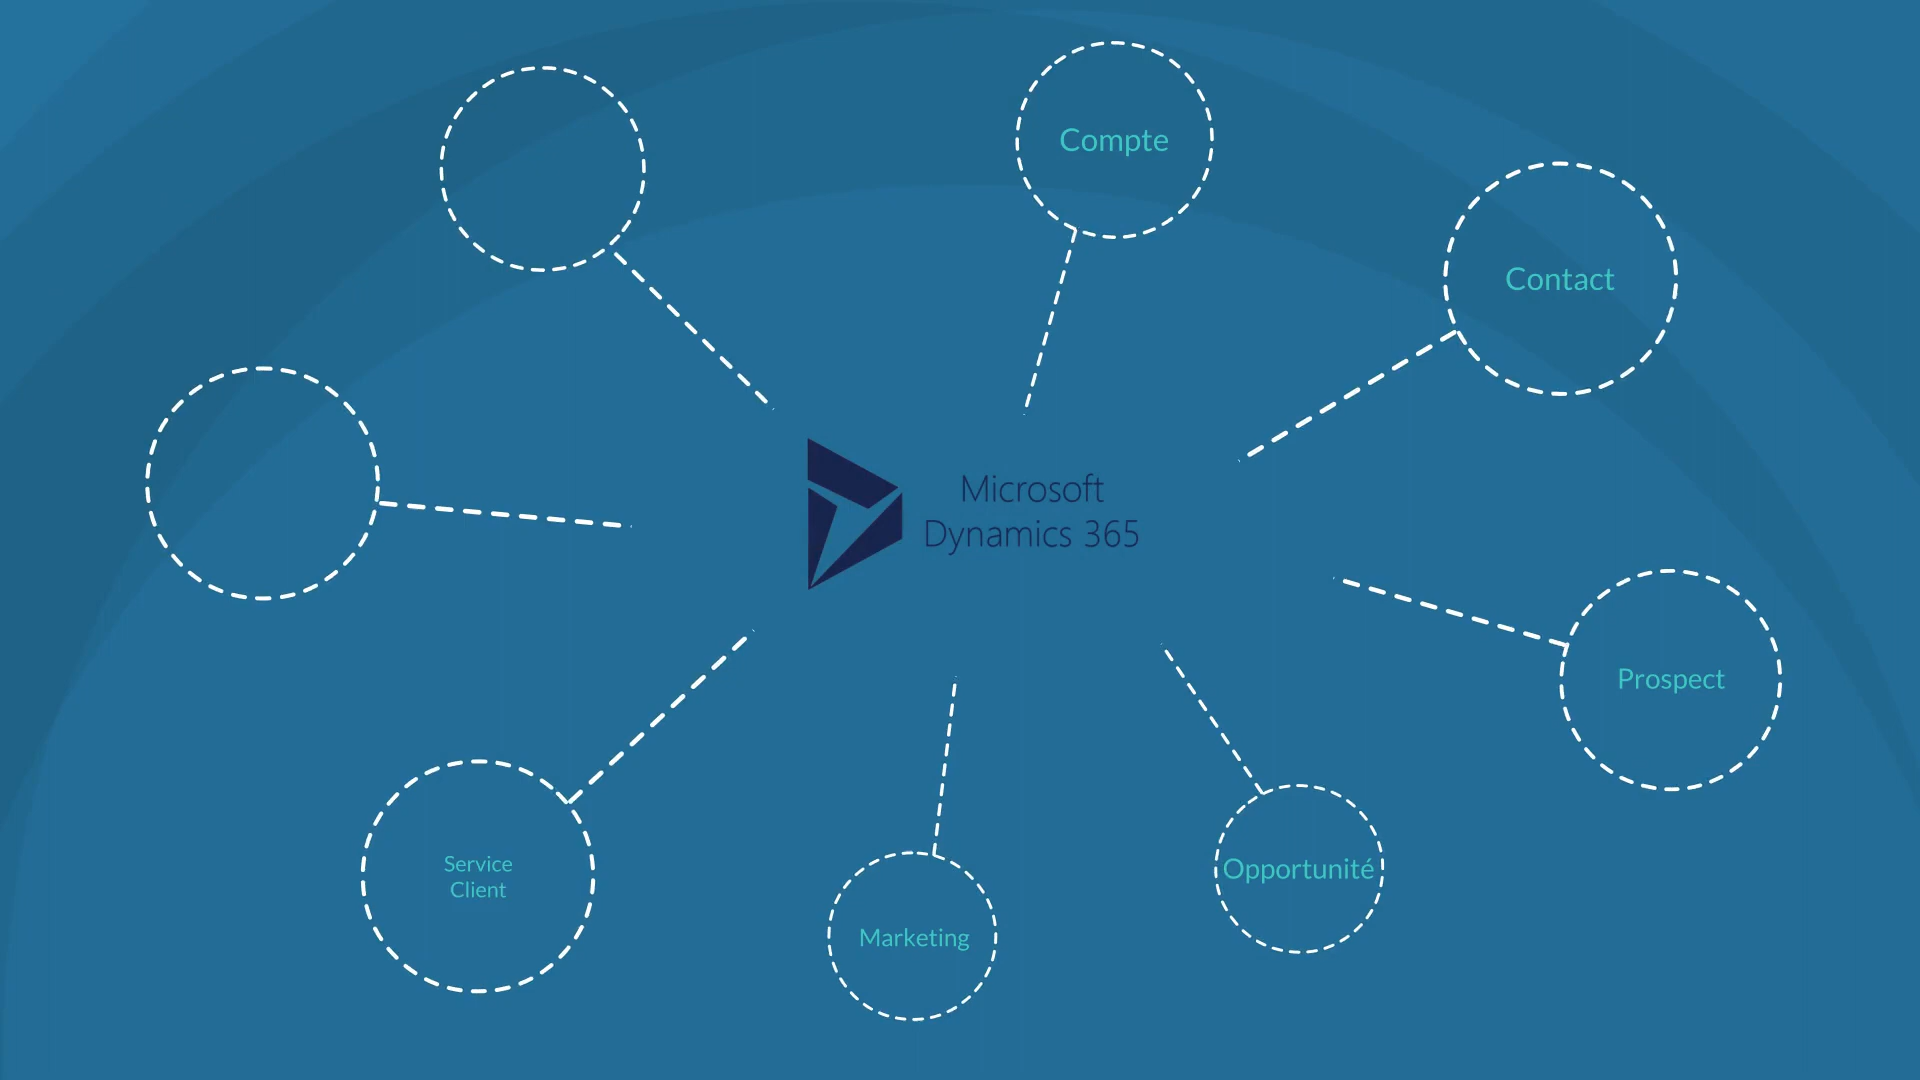 Compte
Contact
Microsoft
Dynamics 365
Prospect
Opportunité
Marketing
Service
Client